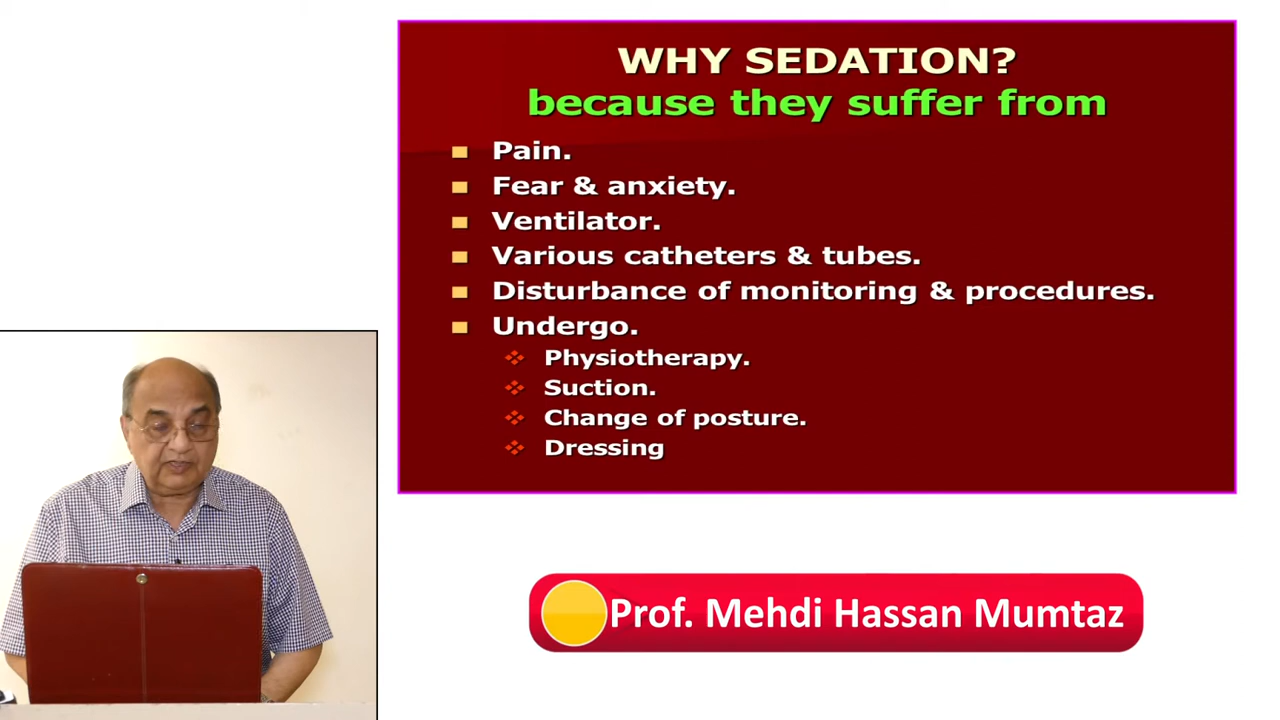 WHY SEDATION?
because they suffer from
Pain.
Fear & anxiety.
Ventilator.
Various catheters & tubes.
Disturbance of monitoring & procedures.
Undergo.
Physiotherapy.
Suction.
Change of posture.
Dressing
Prof. Mehdi Hassan Mumtaz